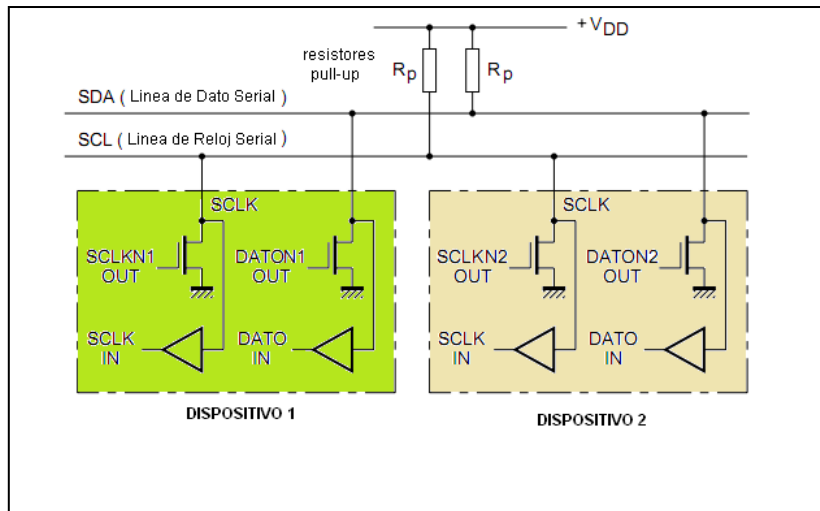 + VDD
resistores
pull-up
Rp
Rp
SDA ( Linea de Dato Serial )
SCL ( Linea de Reloj Serial )
SCLK
SCLKN1
OUT
DATON1
OUT
SCLK
IN
DATO
IN
DISPOSITIVO 1
SCLK
SCLKN2
OUT
DATON2
OUT
SCLK
IN
DATO
IN
DISPOSITIVO 2